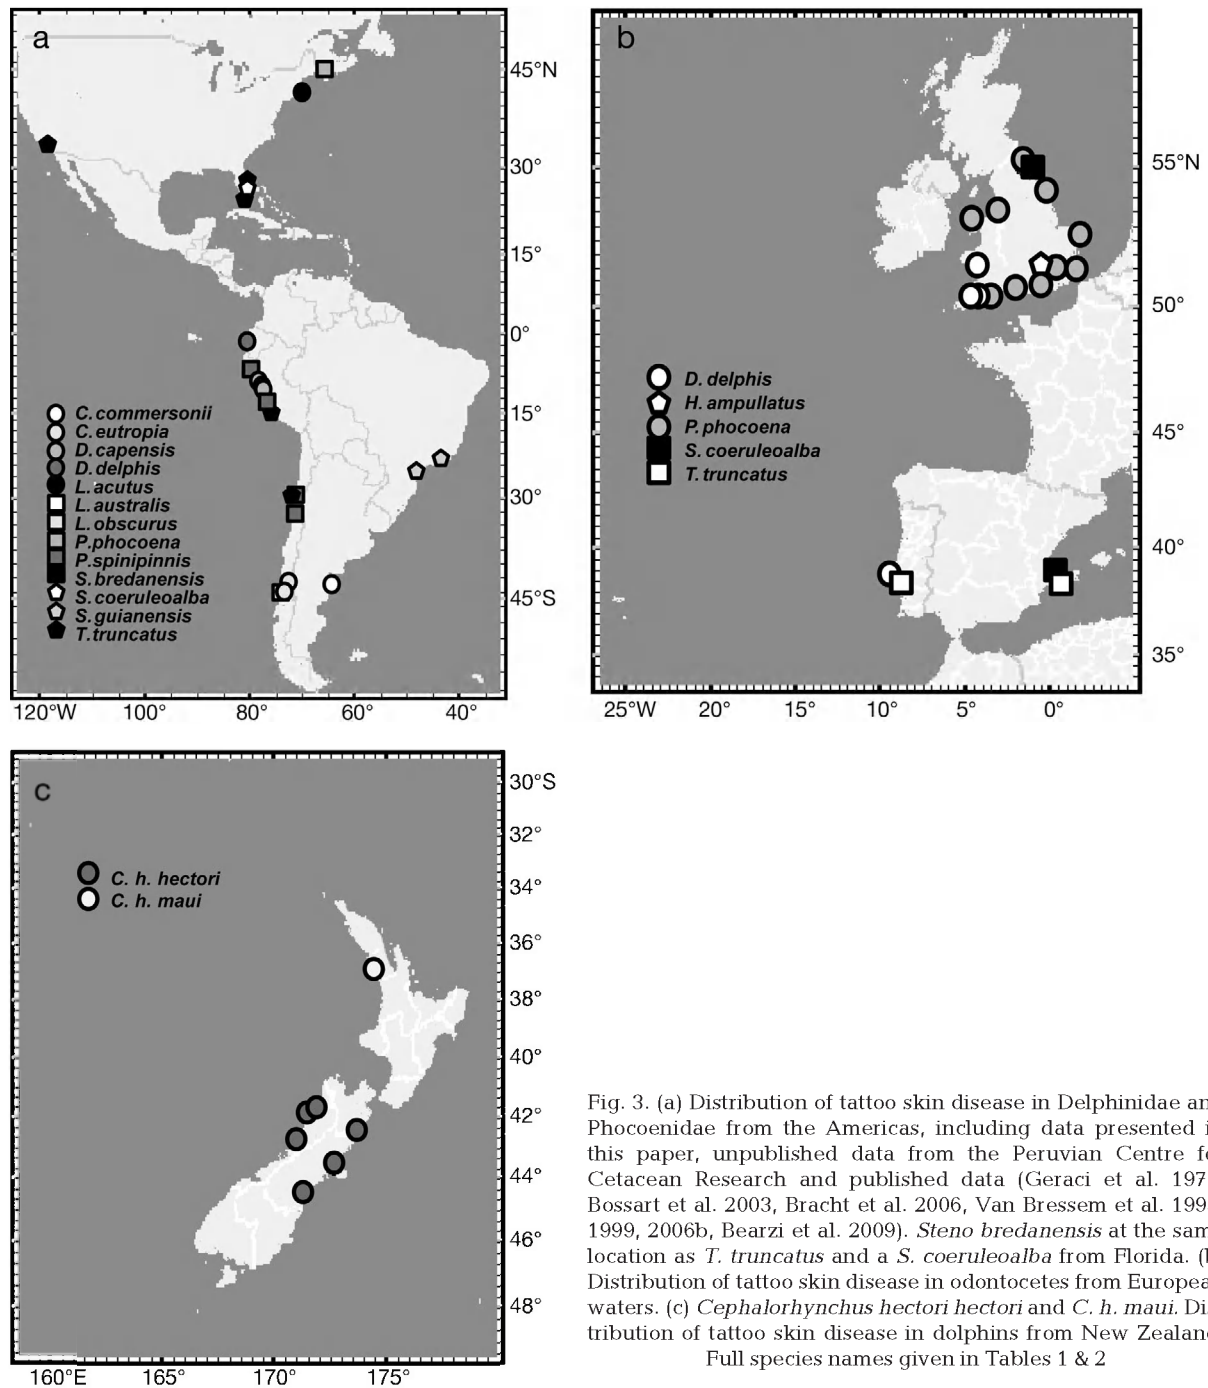 a
45°N
30°
15°
0°
15°
30°
45°S
C. commersonii
C. eutropia
D. capensis
D. delphis
L. acutus
L. australis
L. obscurus
P. phocoena
P. spinipinnis
S. bredanensis
S. coeruleoalba
S. guianensis
T. truncatus
120°W 100° 80° 60° 40°
b
55°N
50°
45°
40°
35°
D. delphis
H. ampullatus
P. phocoena
S. coeruleoalba
T. truncatus
25°W 20° 10° 5° 0°
c
30°S
32°
34°
36°
38°
40°
42°
44°
46°
48°
C. h. hectori
C. h. maui
160°E 165° 170° 175°
Fig. 3. (a) Distribution of tattoo skin disease in Delphinidae an
Phocoenidae from the Americas, including data presented i
this paper, unpublished data from the Peruvian Centre fo
Cetacean Research and published data (Geraci et al. 197
Bossart et al. 2003, Bracht et al. 2006, Van Bressem et al. 199
1999, 2006b, Bearzi et al. 2009). Steno bredanensis at the sam
location as T. truncatus and a S. coeruleoalba from Florida. (b
Distribution of tattoo skin disease in odontocetes from Europea
waters. (c) Cephalorhynchus hectori hectori and C. h. maui. Di
tribution of tattoo skin disease in dolphins from New Zealan
Full species names given in Tables 1 & 2